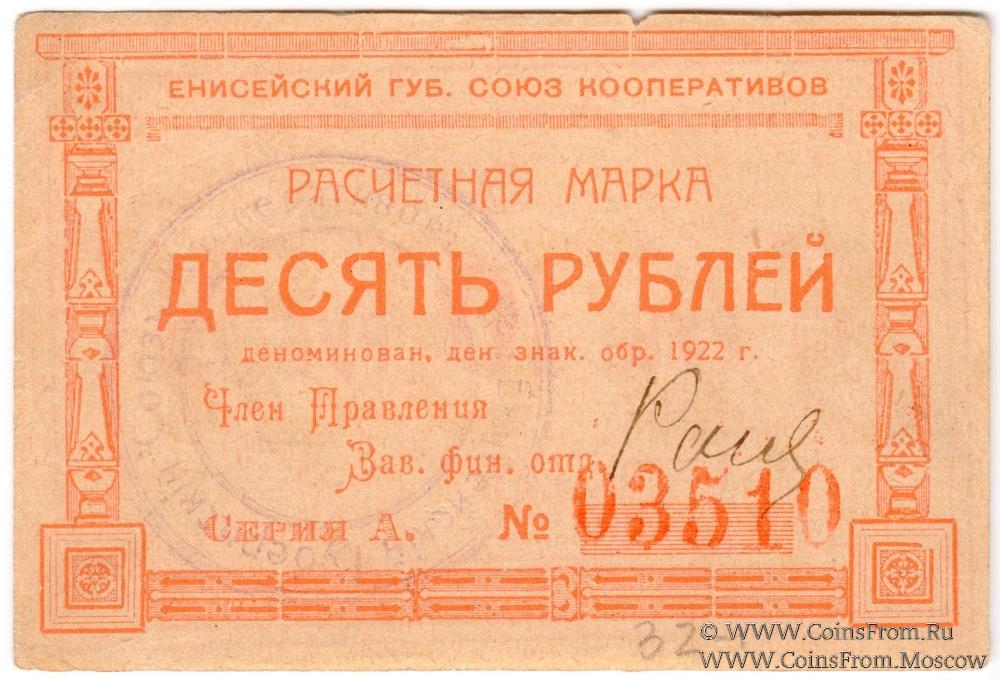 ЕНИСЕЙСКИЙ ГУБ. СОЮЗ КООПЕРАТИВОВ
РАСЧЕТНАЯ МАРКА
ДЕСЯТЬ РУБЛЕЙ
деноминован, ден. знак. обр. 1922 г.
Член Правления
Зав. фин. отд.
Серия А. № 03510
324
© WWW.CoinsFrom.Ru
WWW.CoinsFrom.Moscow